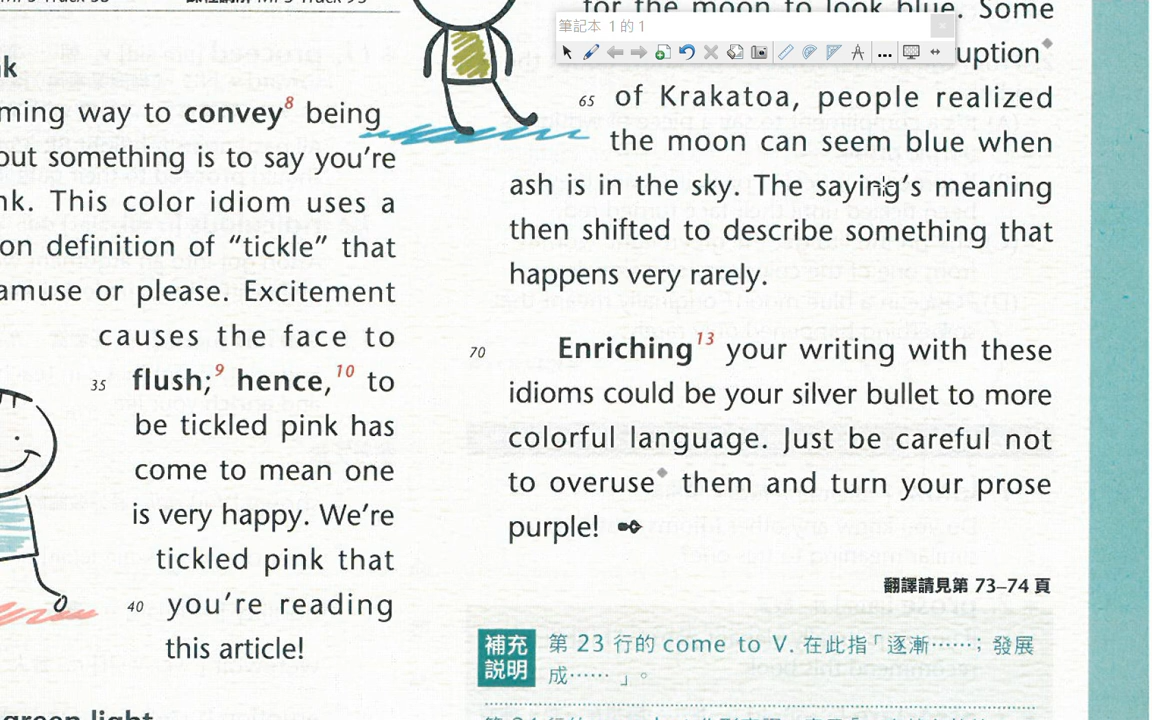 課程講解 MP3 Track 95
ming way to convey⁸ being
out something is to say you're
nk. This color idiom uses a
on definition of “tickle” that
amuse or please. Excitement
causes the face to
35 flush;⁹ hence,¹⁰ to
be tickled pink has
come to mean one
is very happy. We're
tickled pink that
40 you're reading
this article!
green light
for the moon to look blue. Some
筆記本 1 的 1
uption
65 of Krakatoa, people realized
the moon can seem blue when
ash is in the sky. The saying's meaning
then shifted to describe something that
happens very rarely.
70 Enriching¹³ your writing with these
idioms could be your silver bullet to more
colorful language. Just be careful not
to overuse◆ them and turn your prose
purple!
翻譯請見第 73–74 頁
補充說明
第 23 行的 come to V. 在此指「逐漸……；發展
成……」。